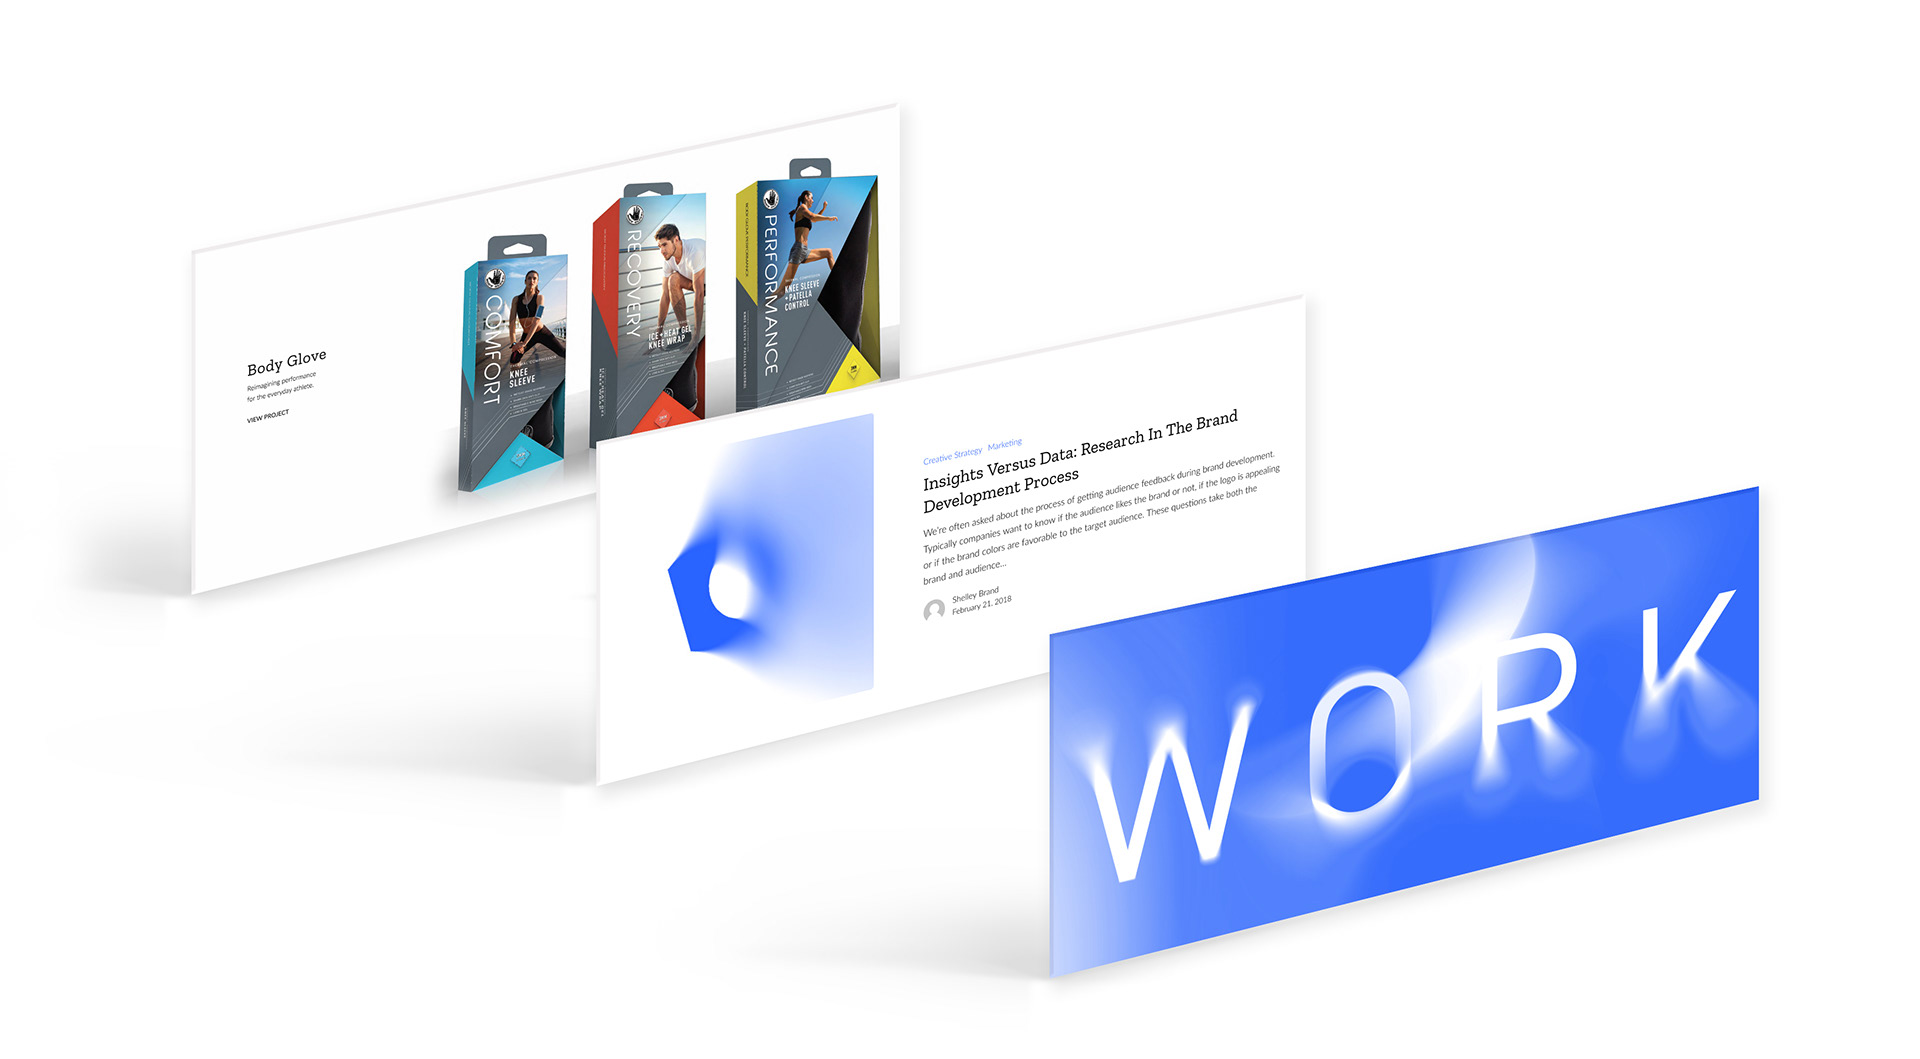 Body Glove
Reimagining performance
for the everyday athlete.
VIEW PROJECT
COMFORT
KNEE
SLEEVE
RECOVERY
ICE + HEAT GEL
KNEE WRAP
PERFORMANCE
KNEE SLEEVE
+ PATELLA
CONTROL
Creative Strategy Marketing
Insights Versus Data: Research In The Brand
Development Process
We're often asked about the process of getting audience feedback during brand development.
Typically companies want to know if the audience likes the brand or not, if the logo is appealing
or if the brand colors are favorable to the target audience. These questions take both the
brand and audience...
Shelley Brand
February 21, 2018
WORK